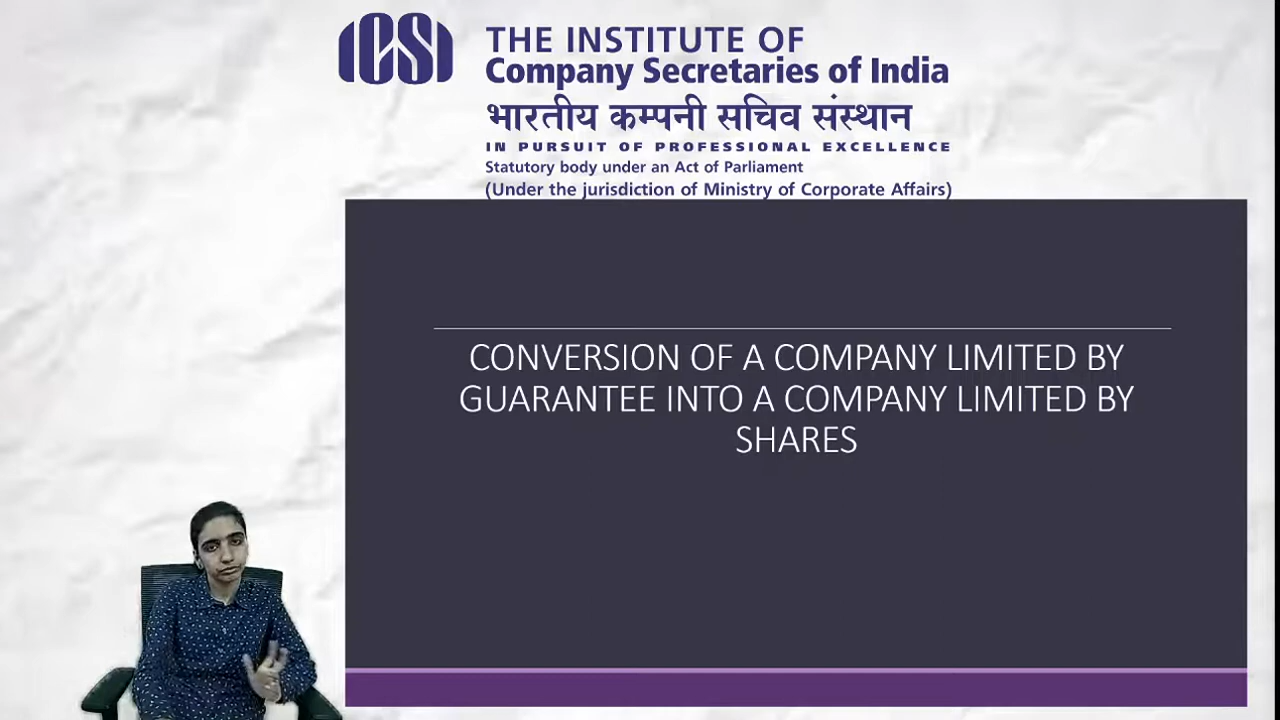 ICSI
THE INSTITUTE OF
Company Secretaries of India
भारतीय कम्पनी सचिव संस्थान
IN PURSUIT OF PROFESSIONAL EXCELLENCE
Statutory body under an Act of Parliament
(Under the jurisdiction of Ministry of Corporate Affairs)
CONVERSION OF A COMPANY LIMITED BY
GUARANTEE INTO A COMPANY LIMITED BY
SHARES